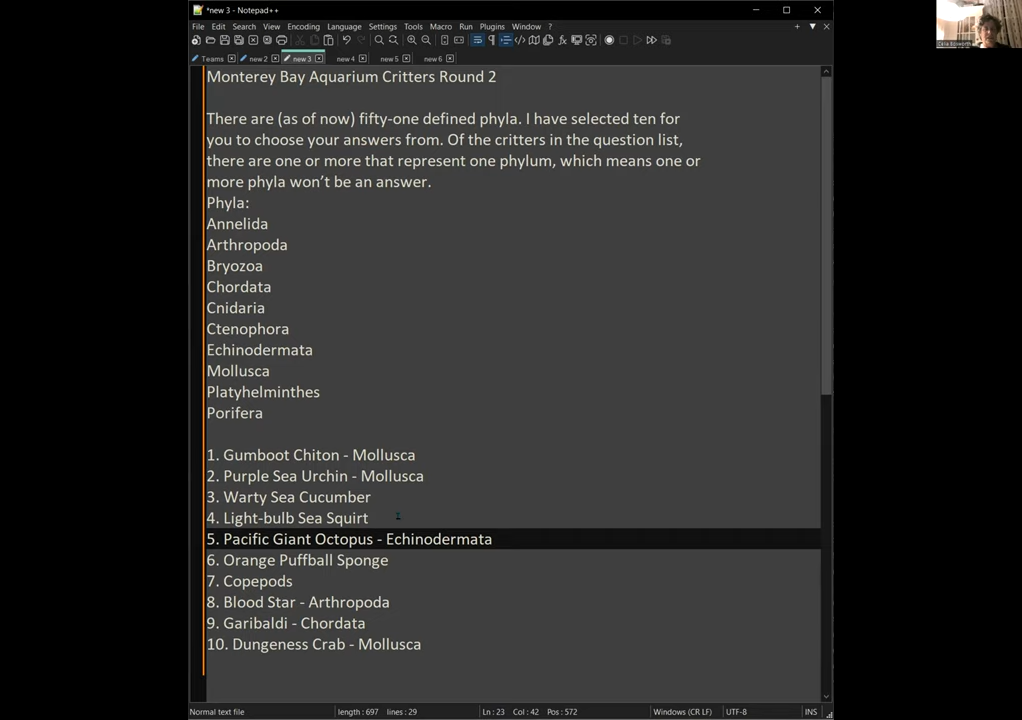 *new 3 - Notepad++
File Edit Search View Encoding Language Settings Tools Macro Run Plugins Window ?
Teams new 2 new 3 new 4 new 5 new 6
Monterey Bay Aquarium Critters Round 2
There are (as of now) fifty-one defined phyla. I have selected ten for
you to choose your answers from. Of the critters in the question list,
there are one or more that represent one phylum, which means one or
more phyla won't be an answer.
Phyla:
Annelida
Arthropoda
Bryozoa
Chordata
Cnidaria
Ctenophora
Echinodermata
Mollusca
Platyhelminthes
Porifera
1. Gumboot Chiton - Mollusca
2. Purple Sea Urchin - Mollusca
3. Warty Sea Cucumber
4. Light-bulb Sea Squirt
5. Pacific Giant Octopus - Echinodermata
6. Orange Puffball Sponge
7. Copepods
8. Blood Star - Arthropoda
9. Garibaldi - Chordata
10. Dungeness Crab - Mollusca
Normal text file length : 697 lines : 29 Ln : 23 Col : 42 Pos : 572 Windows (CR LF) UTF-8 INS